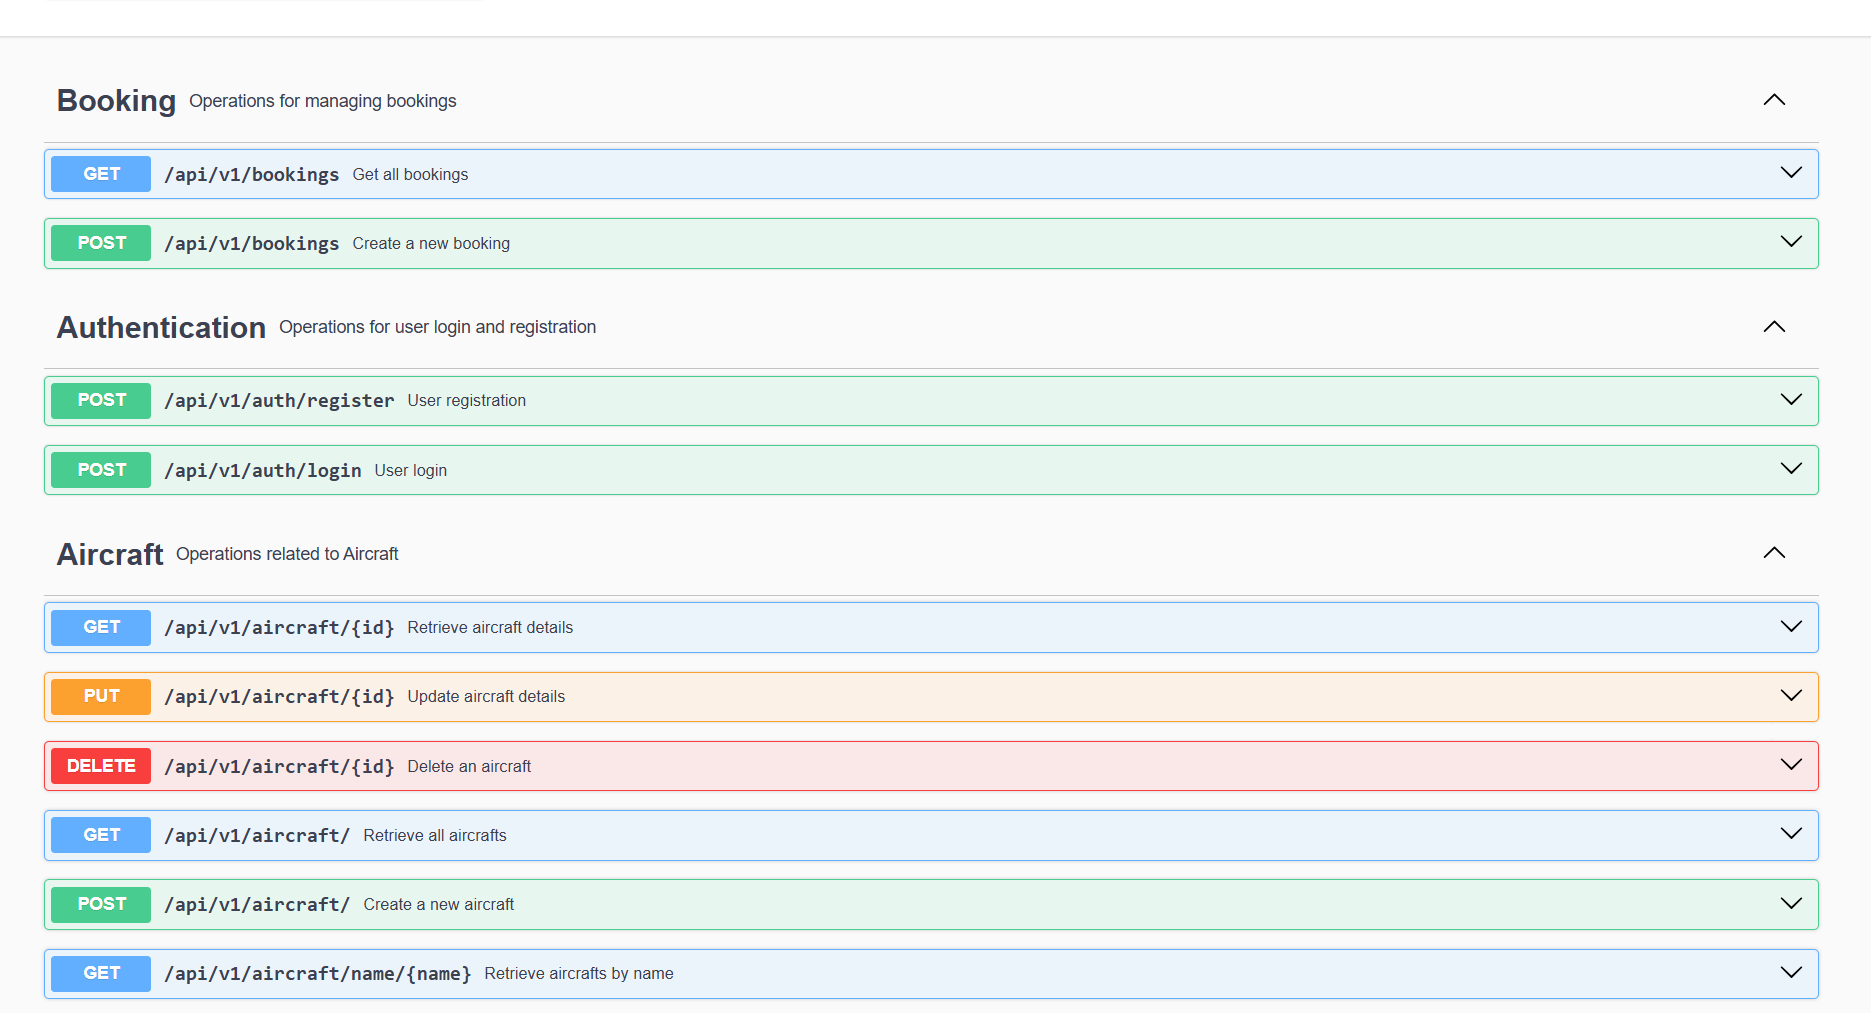 Booking Operations for managing bookings
GET /api/v1/bookings Get all bookings
POST /api/v1/bookings Create a new booking
Authentication Operations for user login and registration
POST /api/v1/auth/register User registration
POST /api/v1/auth/login User login
Aircraft Operations related to Aircraft
GET /api/v1/aircraft/{id} Retrieve aircraft details
PUT /api/v1/aircraft/{id} Update aircraft details
DELETE /api/v1/aircraft/{id} Delete an aircraft
GET /api/v1/aircraft/ Retrieve all aircrafts
POST /api/v1/aircraft/ Create a new aircraft
GET /api/v1/aircraft/name/{name} Retrieve aircrafts by name